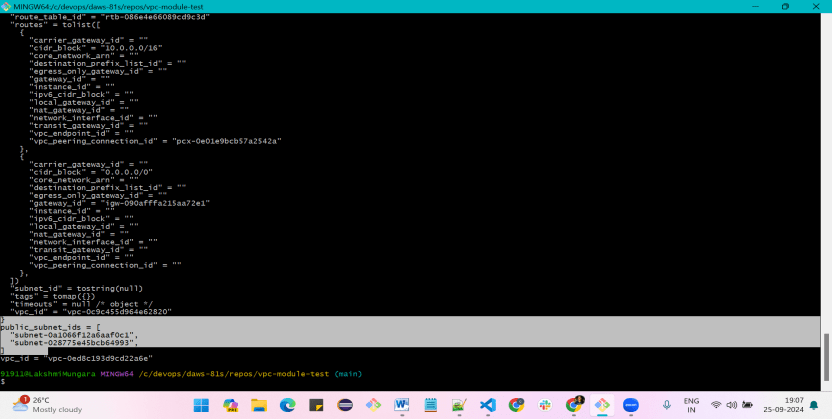 MINGW64:/c/devops/daws-81s/repos/vpc-module-test
"route_table_id" = "rtb-086e4e66089cd9c3d"
"routes" = tolist([
{
"carrier_gateway_id" = ""
"cidr_block" = "10.0.0.0/16"
"core_network_arn" = ""
"destination_prefix_list_id" = ""
"egress_only_gateway_id" = ""
"gateway_id" = ""
"instance_id" = ""
"ipv6_cidr_block" = ""
"local_gateway_id" = ""
"nat_gateway_id" = ""
"network_interface_id" = ""
"transit_gateway_id" = ""
"vpc_endpoint_id" = ""
"vpc_peering_connection_id" = "pcx-0e01e9bcb57a2542a"
},
{
"carrier_gateway_id" = ""
"cidr_block" = "0.0.0.0/0"
"core_network_arn" = ""
"destination_prefix_list_id" = ""
"egress_only_gateway_id" = ""
"gateway_id" = "igw-090afffa215aa72e1"
"instance_id" = ""
"ipv6_cidr_block" = ""
"local_gateway_id" = ""
"nat_gateway_id" = ""
"network_interface_id" = ""
"transit_gateway_id" = ""
"vpc_endpoint_id" = ""
"vpc_peering_connection_id" = ""
},
])
"subnet_id" = tostring(null)
"tags" = tomap({})
"timeouts" = null /* object */
"vpc_id" = "vpc-0c9c455d964e62820"
}
public_subnet_ids = [
"subnet-0a1066f12a6aaf0c1",
"subnet-028775e45bcb64993",
]
vpc_id = "vpc-0ed8c193d9cd22a6e"
91911@LakshmiMungara MINGW64 /c/devops/daws-81s/repos/vpc-module-test (main)
$
1
26°C
Mostly cloudy
ENG
IN
19:07
25-09-2024